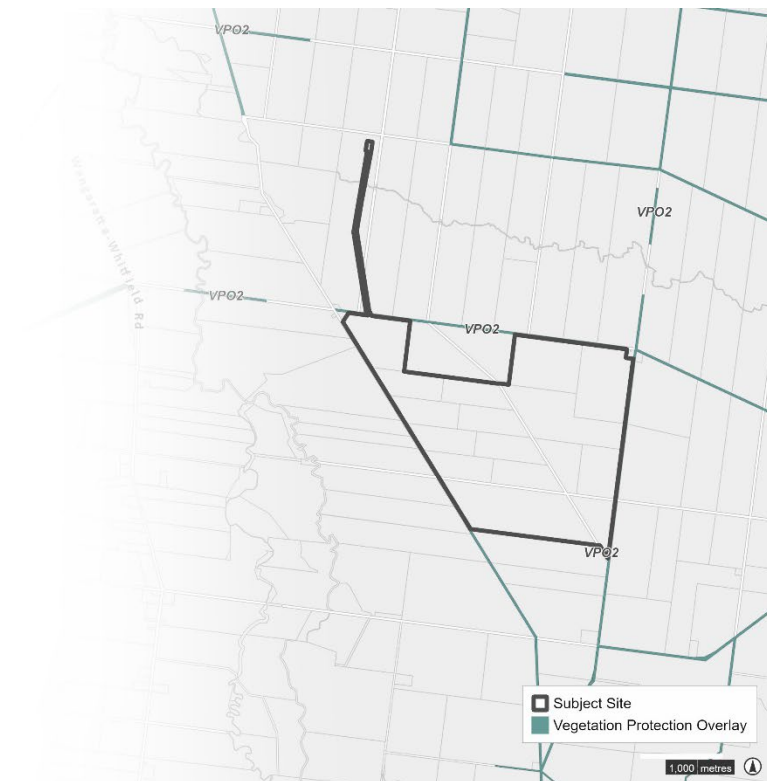 VPO2
VPO2
Wangaratta-Whitfield Rd
VPO2
VPO2
VPO2
Subject Site
Vegetation Protection Overlay
1,000 metres